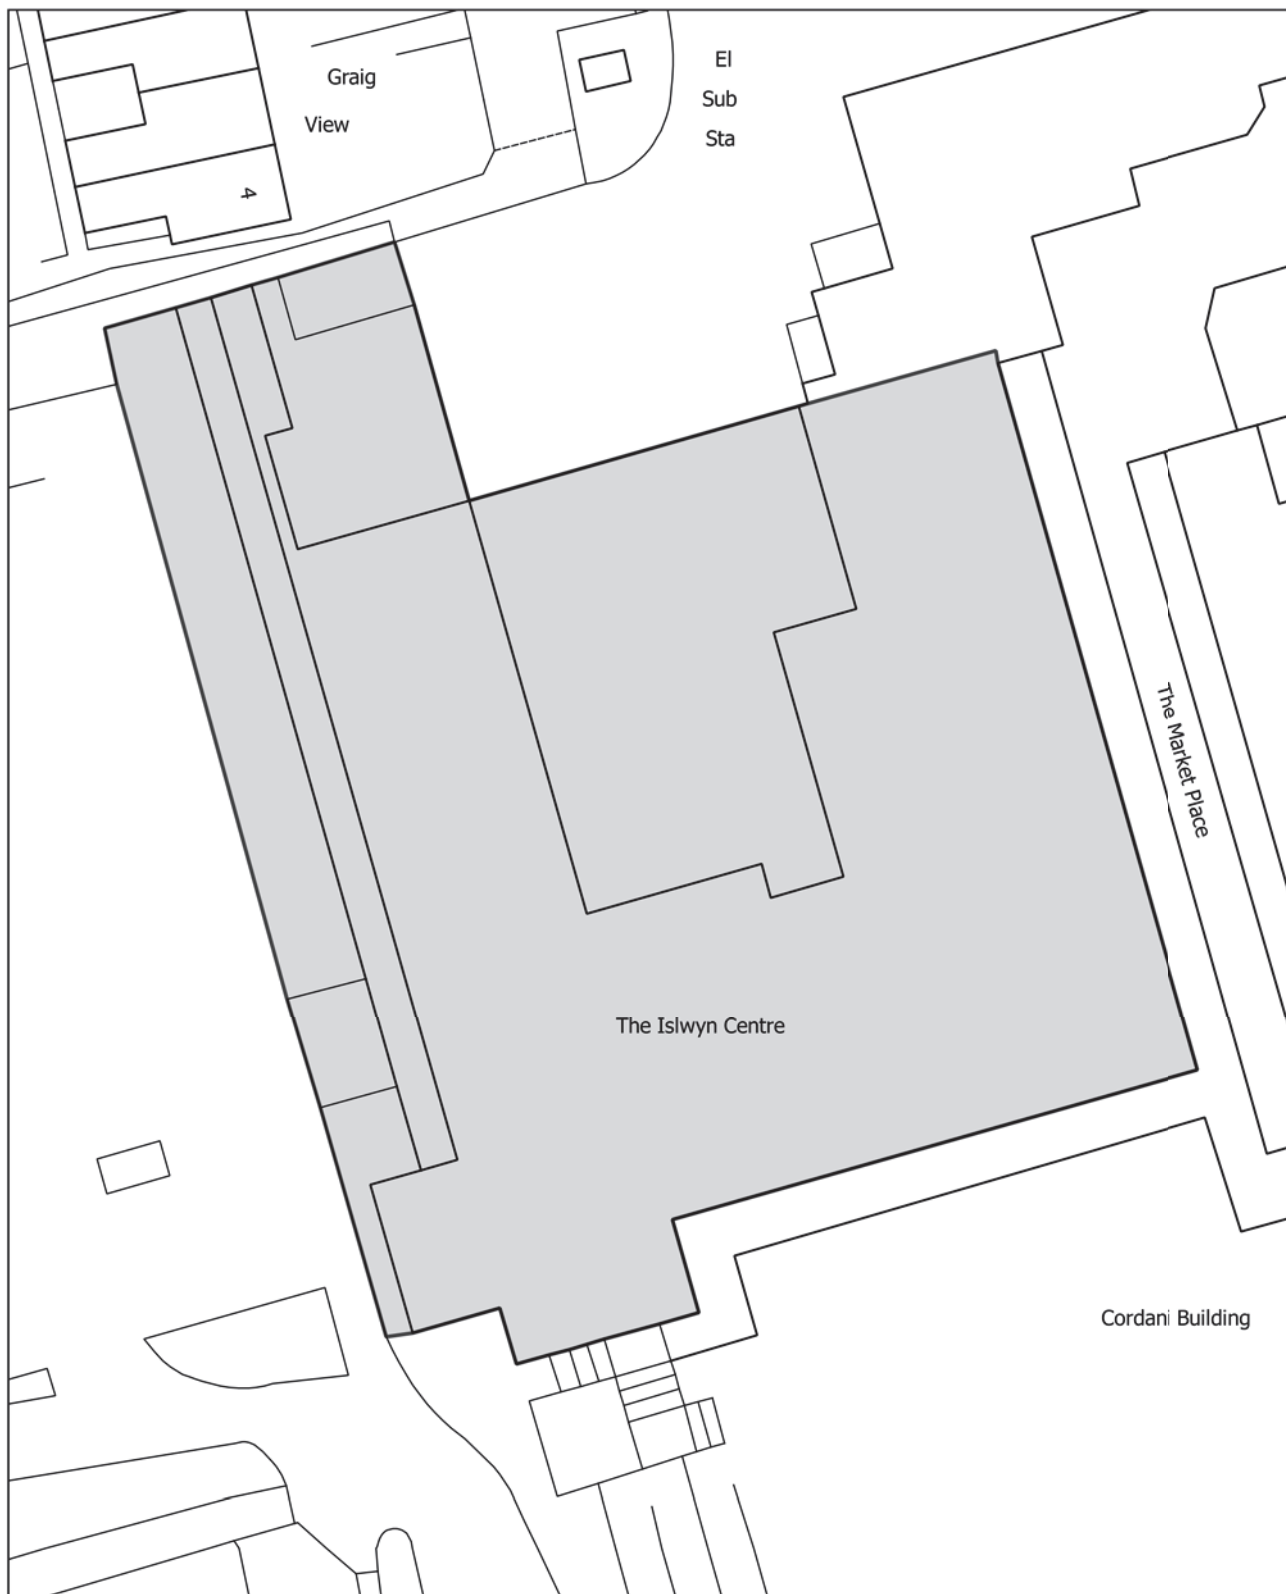 Graig
View
El
Sub
Sta
4
The Market Place
The Islwyn Centre
Cordani Building